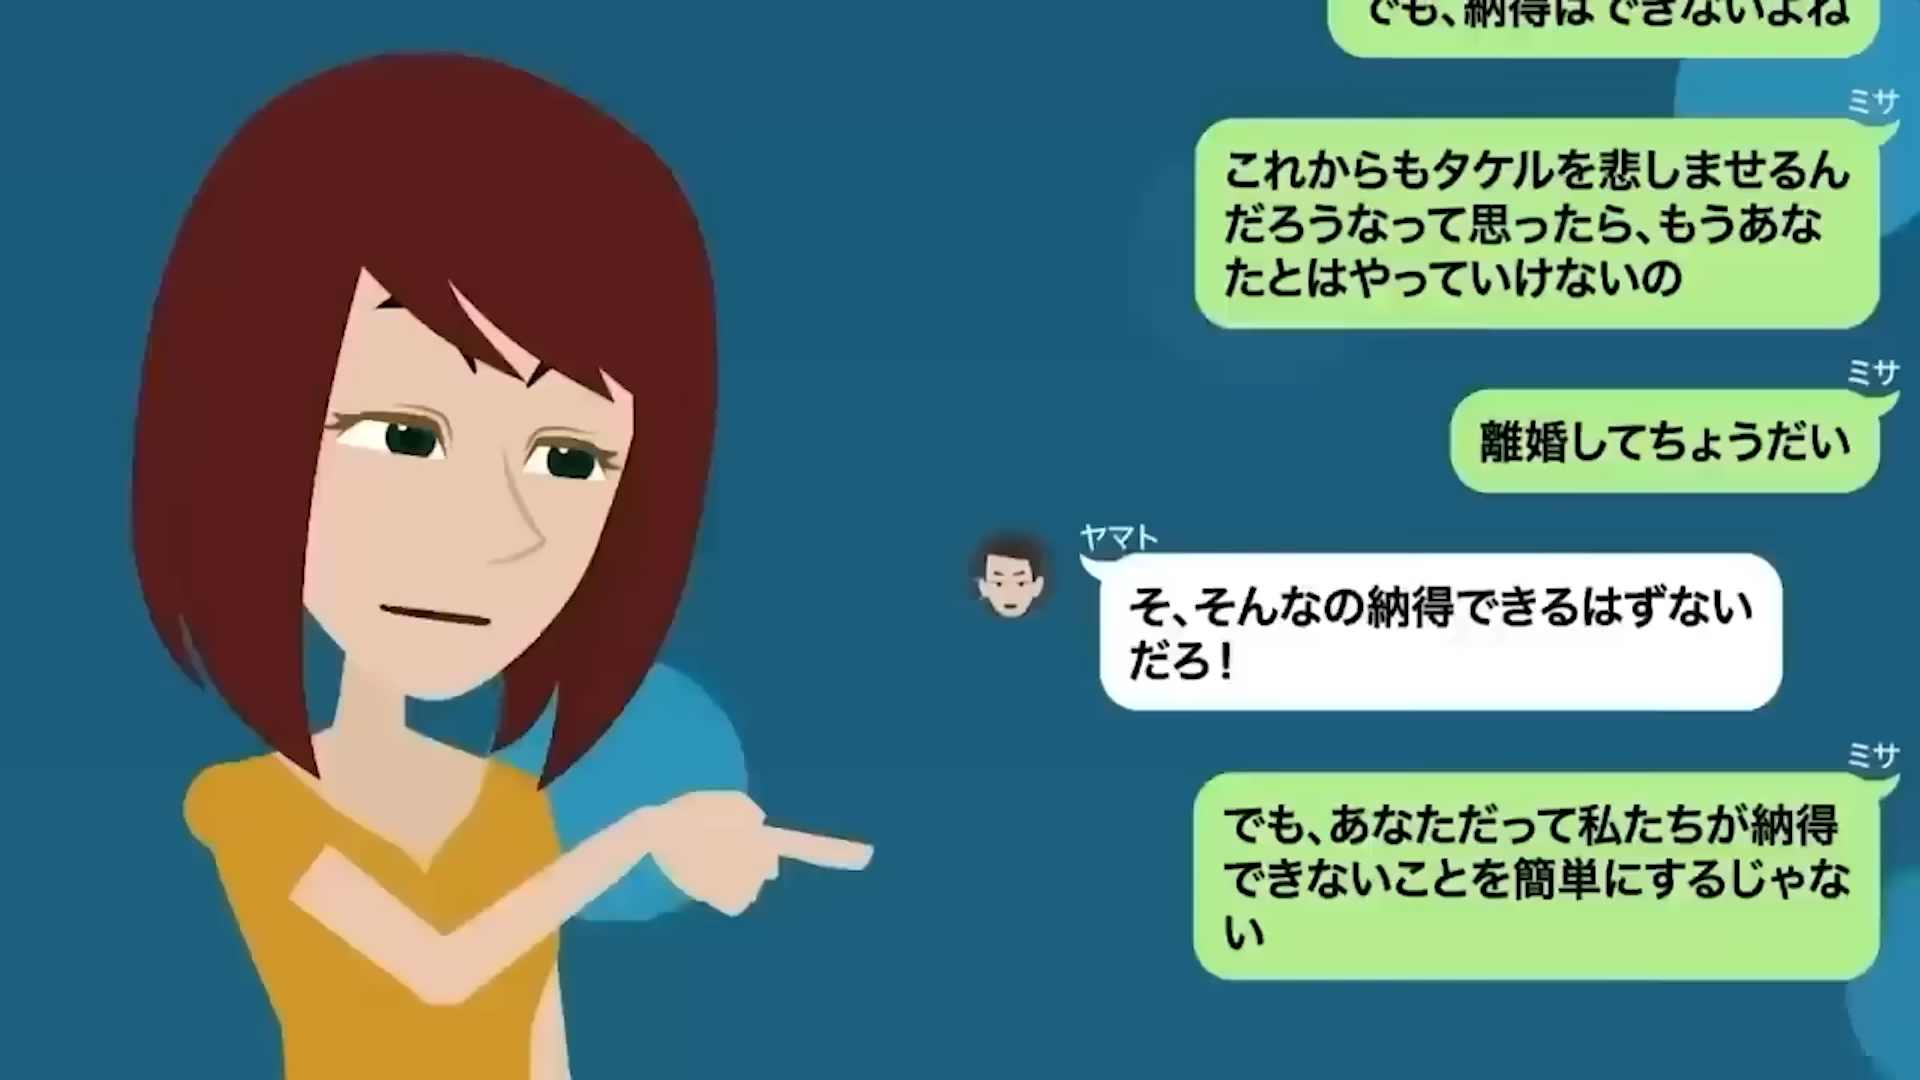 でも、納得はできないよね
ミサ
これからもタケルを悲しませるん
だろうなって思ったら、もうあな
たとはやっていけないの
ミサ
離婚してちょうだい
ヤマト
そ、そんなの納得できるはずない
だろ！
ミサ
でも、あなただって私たちが納得
できないことを簡単にするじゃな
い